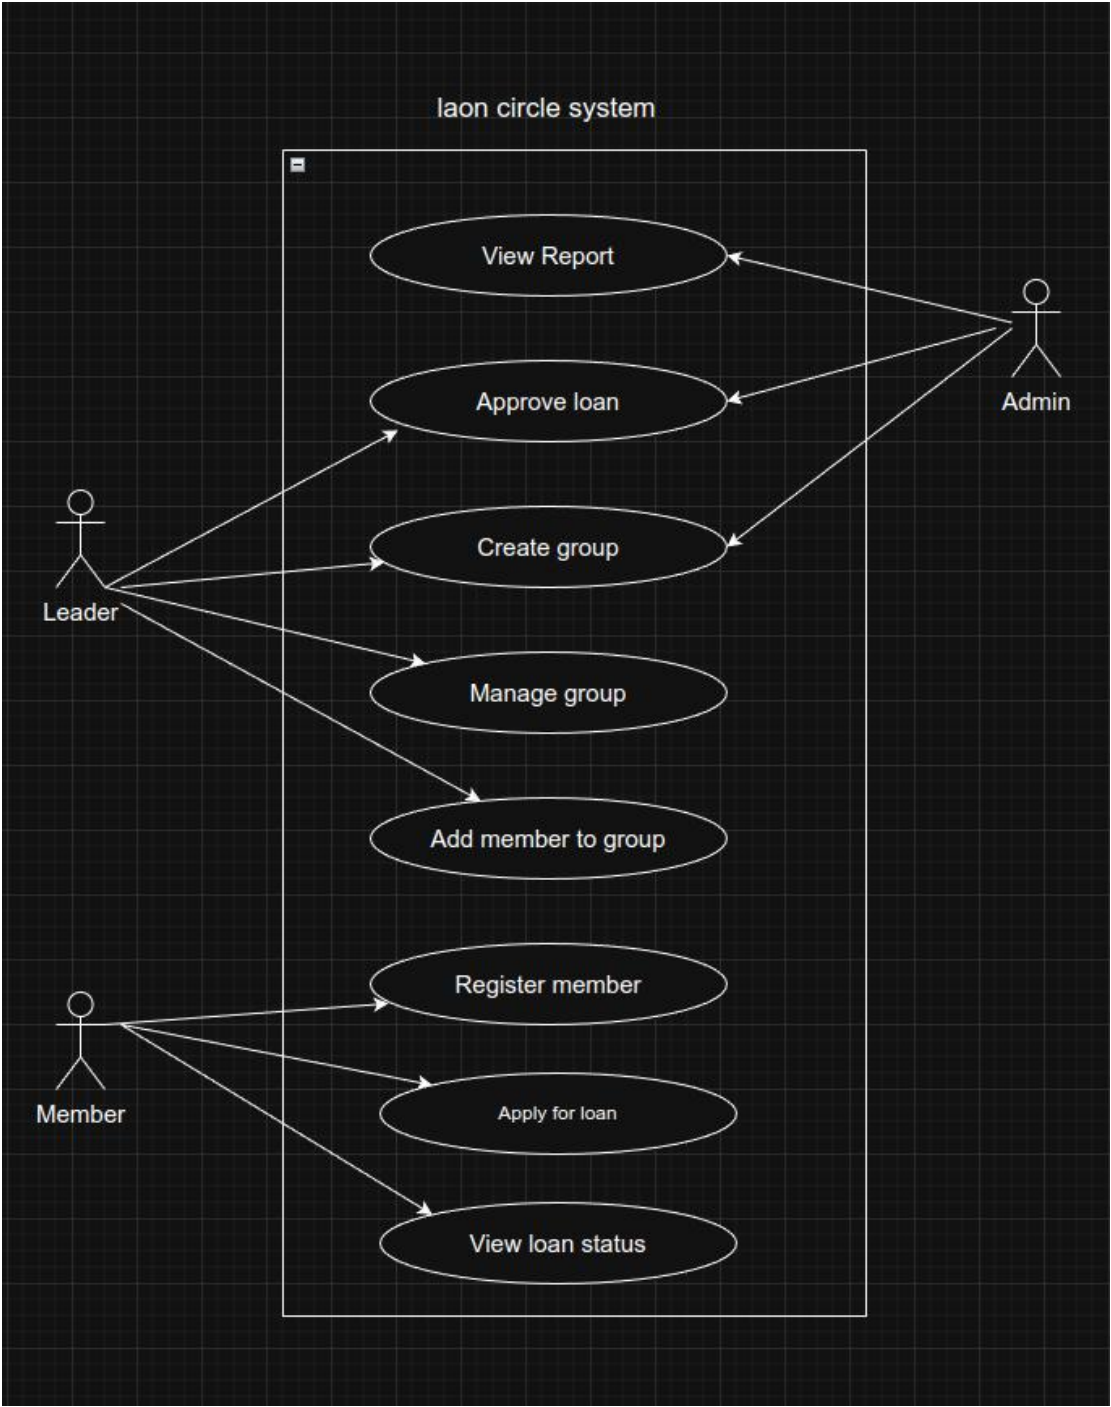 laon circle system
View Report
Approve loan
Admin
Create group
Leader
Manage group
Add member to group
Register member
Member
Apply for loan
View loan status